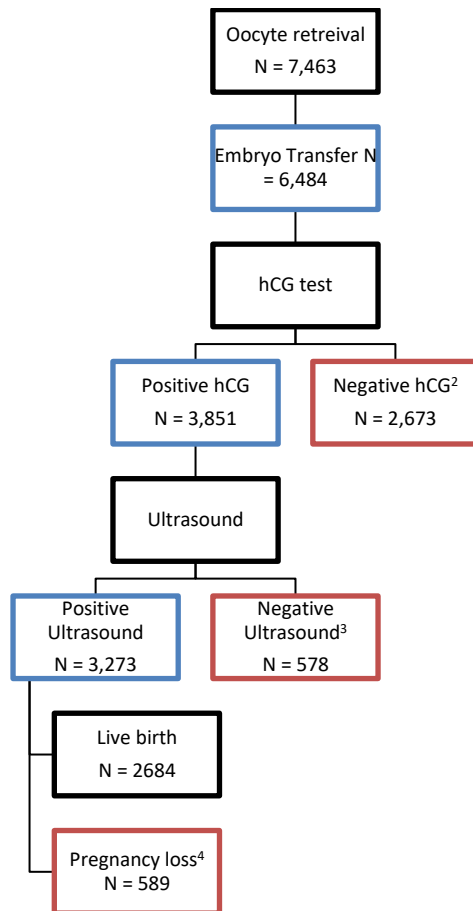 Oocyte retreival
N = 7,463
Embryo Transfer N
= 6,484
hCG test
Positive hCG
N = 3,851
Negative hCG²
N = 2,673
Ultrasound
Positive
Ultrasound
N = 3,273
Negative
Ultrasound³
N = 578
Live birth
N = 2684
Pregnancy loss⁴
N = 589